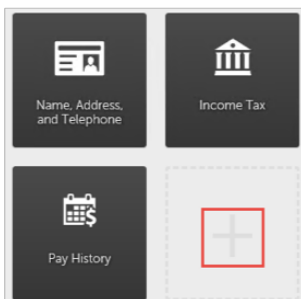 Name, Address,
and Telephone
Income Tax
Pay History